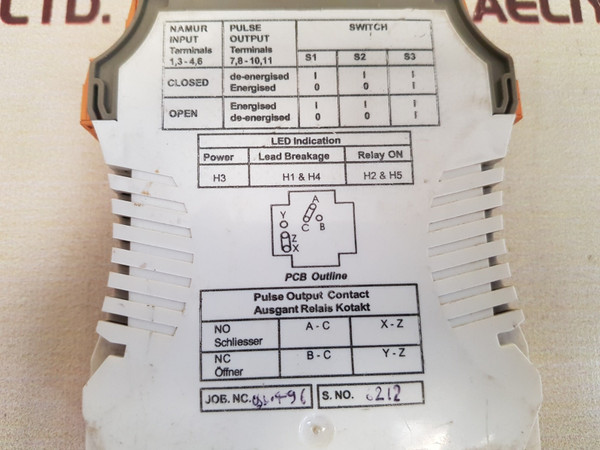 LTD.
NAMUR INPUT Terminals 1,3 - 4,6
PULSE OUTPUT Terminals 7,8 - 10,11
SWITCH
S1 S2 S3
CLOSED de-energised I I I
Energised 0 0 I
OPEN Energised I I I
de-energised 0 0 I
LED Indication
Power Lead Breakage Relay ON
H3 H1 & H4 H2 & H5
A
Y
C B
Z
X
PCB Outline
Pulse Output Contact
Ausgant Relais Kotakt
NO A - C X - Z
Schliesser
NC B - C Y - Z
Öffner
JOB. NO. S. NO. 212